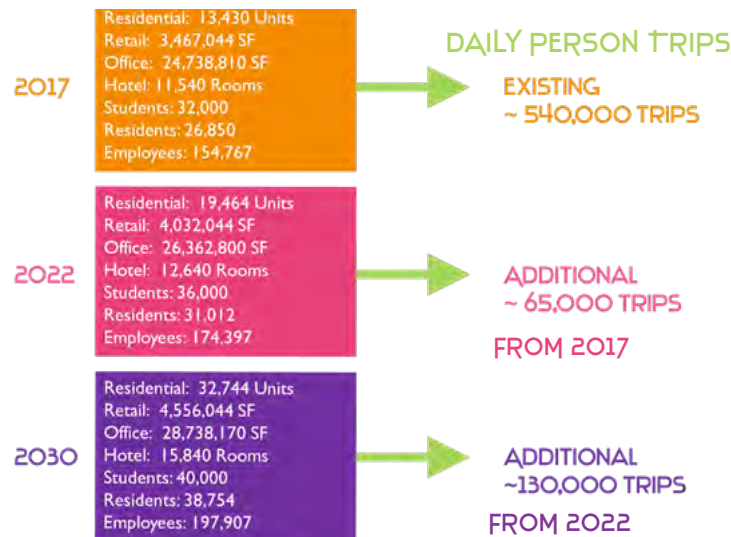 Residential: 13,430 Units
Retail: 3,467,044 SF
Office: 24,738,810 SF
Hotel: 11,540 Rooms
Students: 32,000
Residents: 26,850
Employees: 154,767
2017
DAILY PERSON TRIPS
EXISTING
~ 540,000 TRIPS
Residential: 19,464 Units
Retail: 4,032,044 SF
Office: 26,362,800 SF
Hotel: 12,640 Rooms
Students: 36,000
Residents: 31,012
Employees: 174,397
2022
ADDITIONAL
~ 65,000 TRIPS
FROM 2017
Residential: 32,744 Units
Retail: 4,556,044 SF
Office: 28,738,170 SF
Hotel: 15,840 Rooms
Students: 40,000
Residents: 38,754
Employees: 197,907
2030
ADDITIONAL
~130,000 TRIPS
FROM 2022